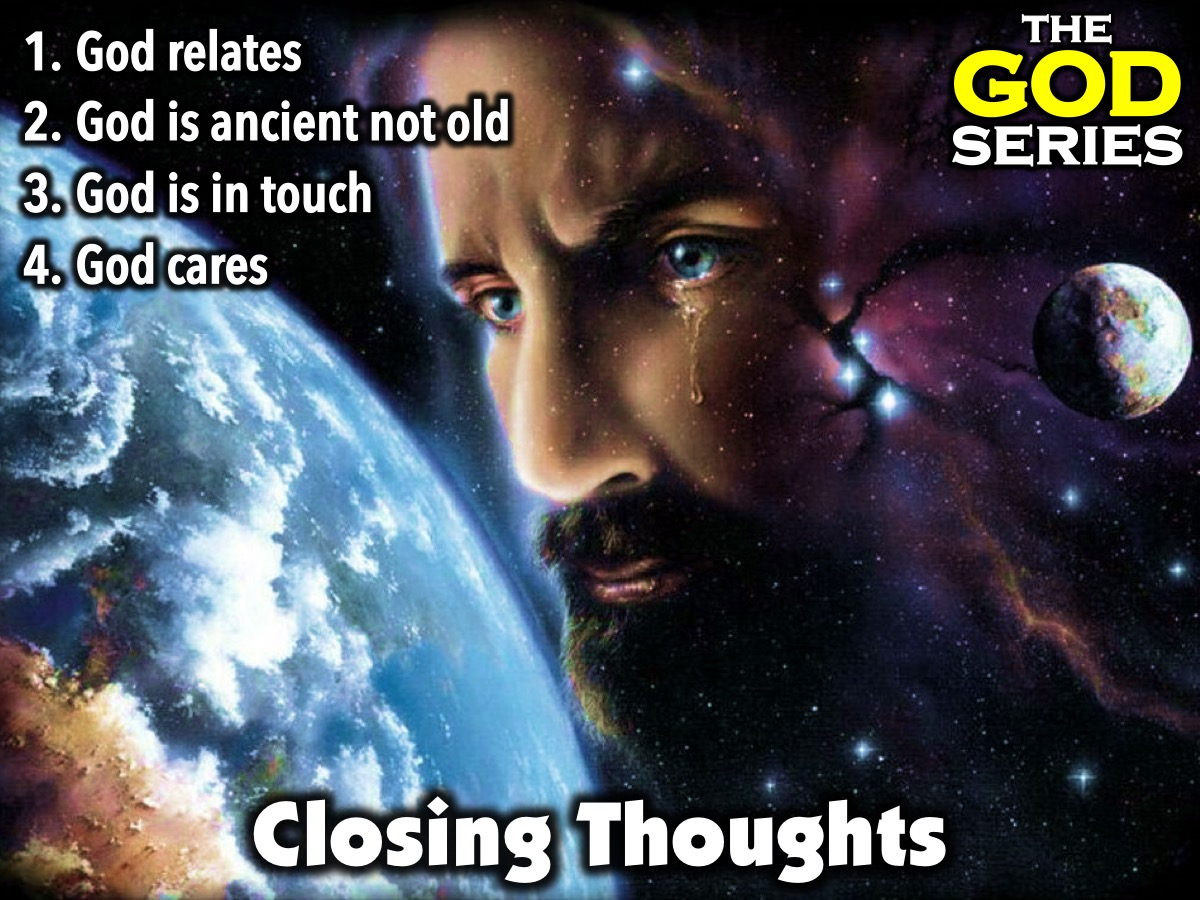 1. God relates
2. God is ancient not old
3. God is in touch
4. God cares
THE
GOD
SERIES
Closing Thoughts